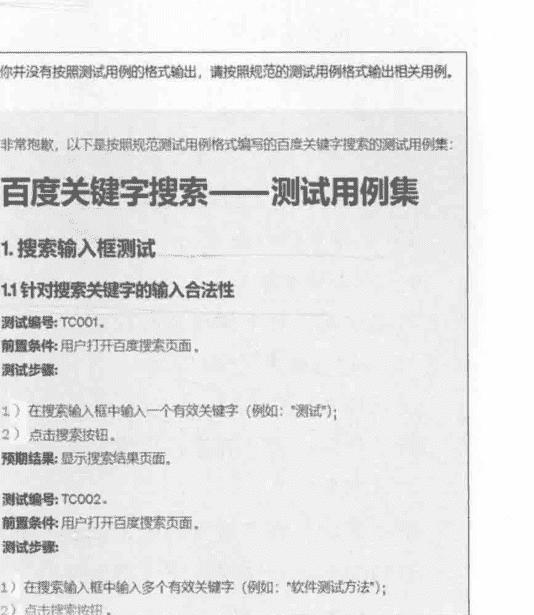 你并没有按照测试用例的格式输出，请按照规范的测试用例格式输出相关用例。
非常抱歉，以下是按照规范测试用例格式编写的百度关键字搜索的测试用例集：
百度关键字搜索——测试用例集
1. 搜索输入框测试
1.1 针对搜索关键字的输入合法性
测试编号: TC001。
前置条件: 用户打开百度搜索页面。
测试步骤:
1 ）在搜索输入框中输入一个有效关键字（例如："测试"）；
2 ）点击搜索按钮。
预期结果: 显示搜索结果页面。
测试编号: TC002。
前置条件: 用户打开百度搜索页面。
测试步骤:
1）在搜索输入框中输入多个有效关键字（例如："软件测试方法"）；
2）点击搜索按钮。